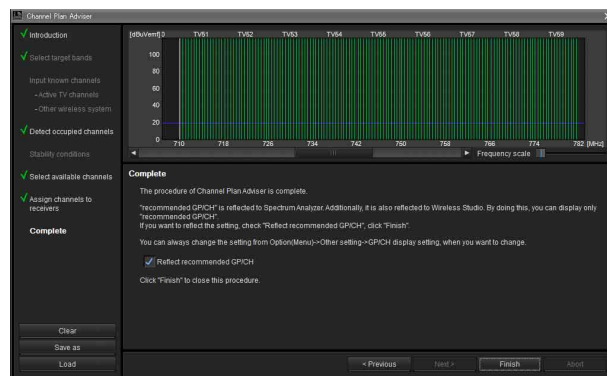 Channel Plan Adviser
Introduction
Select target bands
Input known channels
-Active TV channels
-Other wireless system
Detect occupied channels
Stability conditions
Select available channels
Assign channels to
receivers
Complete
Clear
Save as
Load
[dBuVemf]
TV51 TV52 TV53 TV54 TV55 TV56 TV57 TV58 TV59
100
80
60
40
20
0
710 718 726 734 742 750 758 766 774 782 [MHz]
Frequency scale
Complete
The procedure of Channel Plan Adviser is complete.
"recommended GP/CH" is reflected to Spectrum Analyzer. Additionally, it is also reflected to Wireless Studio. By doing this, you can display only
"recommended GP/CH".
If you want to reflect the setting, check "Reflect recommended GP/CH", click "Finish".
You can always change the setting from Option(Menu)->Other setting->GP/CH display setting, when you want to change.
Reflect recommended GP/CH
Click "Finish" to close this procedure.
< Previous
Next >
Finish
Abort